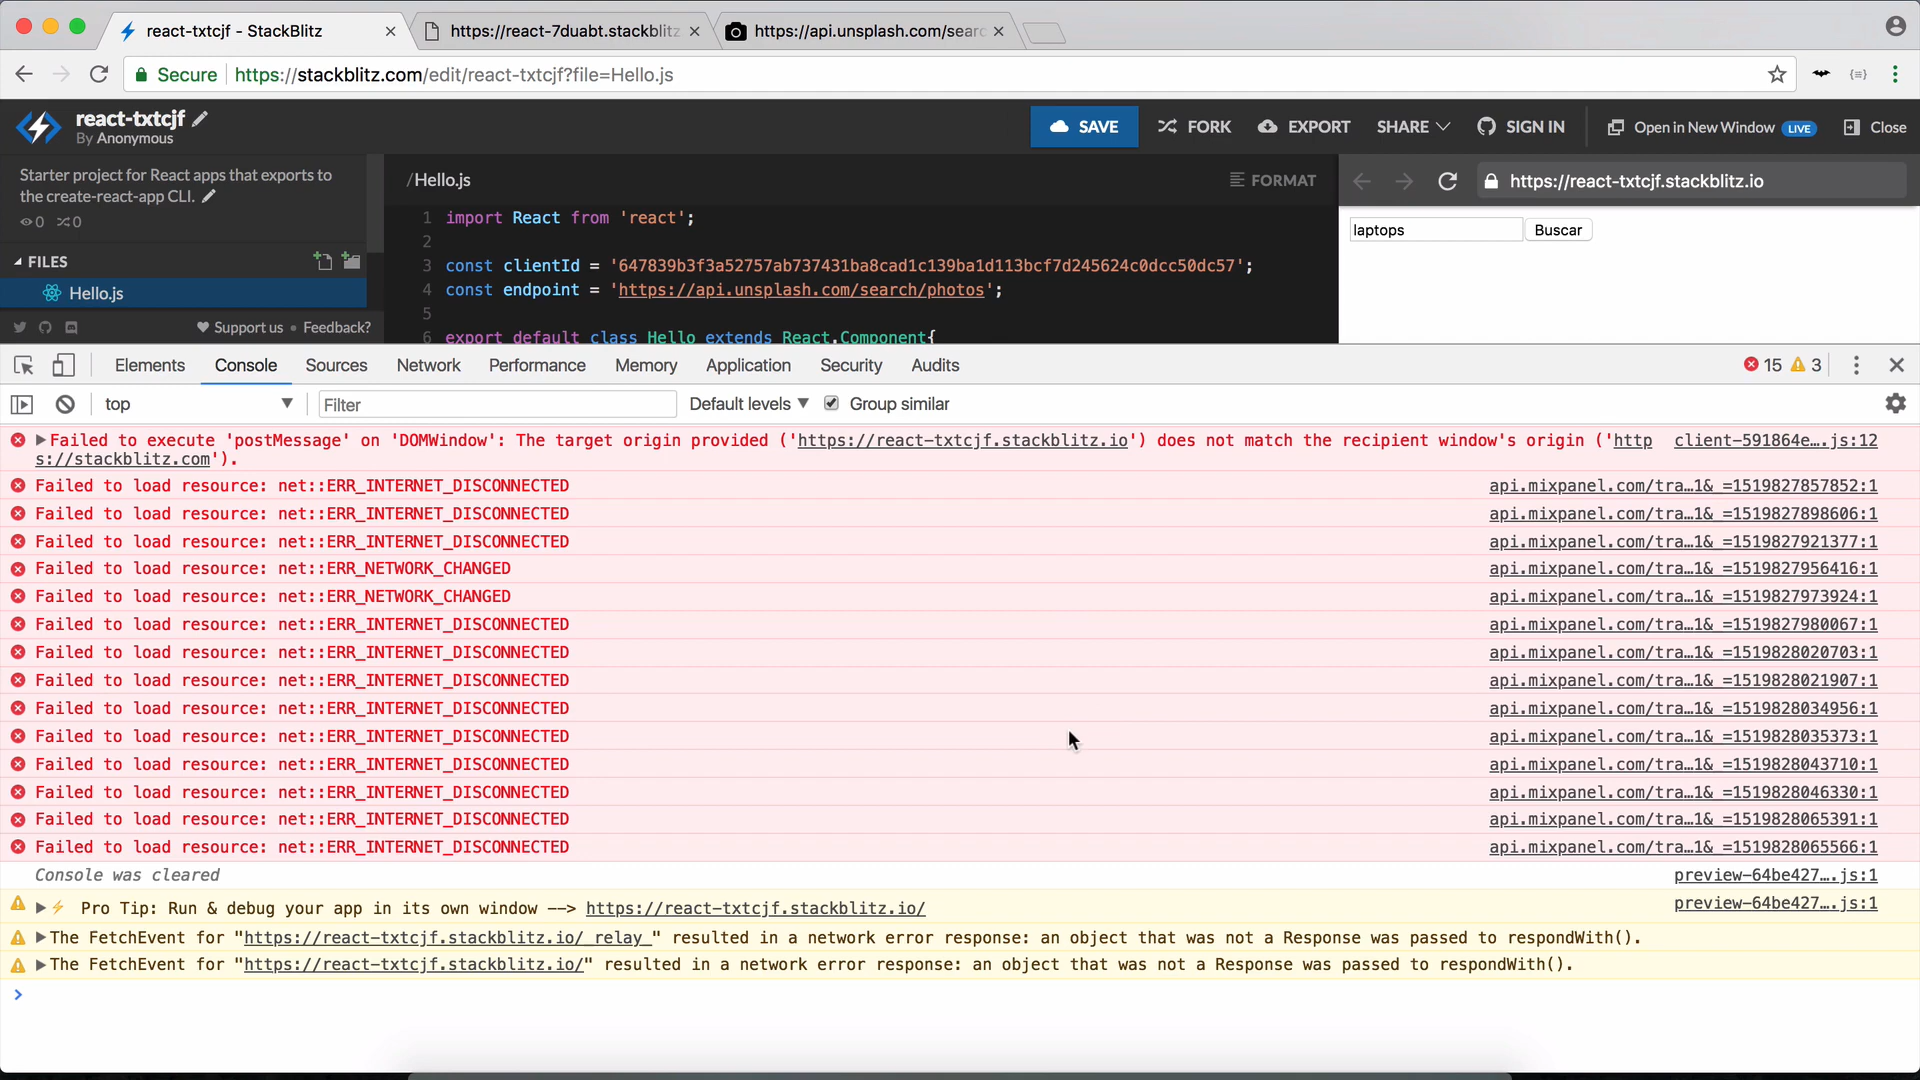 react-txtcjf - StackBlitz
https://react-7duabt.stackblitz
https://api.unsplash.com/searc
Secure https://stackblitz.com/edit/react-txtcjf?file=Hello.js
react-txtcjf
By Anonymous
SAVE FORK EXPORT SHARE SIGN IN Open in New Window LIVE Close
Starter project for React apps that exports to
the create-react-app CLI.
0 0
FILES
Hello.js
Support us • Feedback?
/Hello.js FORMAT
1 import React from 'react';
2
3 const clientId = '647839b3f3a52757ab737431ba8cad1c139ba1d113bcf7d245624c0dcc50dc57';
4 const endpoint = 'https://api.unsplash.com/search/photos';
5
6 export default class Hello extends React.Component{
https://react-txtcjf.stackblitz.io
laptops Buscar
Elements Console Sources Network Performance Memory Application Security Audits 15 3
top Filter Default levels Group similar
Failed to execute 'postMessage' on 'DOMWindow': The target origin provided ('https://react-txtcjf.stackblitz.io') does not match the recipient window's origin ('http client-591864e….js:12
s://stackblitz.com').
Failed to load resource: net::ERR_INTERNET_DISCONNECTED api.mixpanel.com/tra…1&_=1519827857852:1
Failed to load resource: net::ERR_INTERNET_DISCONNECTED api.mixpanel.com/tra…1&_=1519827898606:1
Failed to load resource: net::ERR_INTERNET_DISCONNECTED api.mixpanel.com/tra…1&_=1519827921377:1
Failed to load resource: net::ERR_NETWORK_CHANGED api.mixpanel.com/tra…1&_=1519827956416:1
Failed to load resource: net::ERR_NETWORK_CHANGED api.mixpanel.com/tra…1&_=1519827973924:1
Failed to load resource: net::ERR_INTERNET_DISCONNECTED api.mixpanel.com/tra…1&_=1519827980067:1
Failed to load resource: net::ERR_INTERNET_DISCONNECTED api.mixpanel.com/tra…1&_=1519828020703:1
Failed to load resource: net::ERR_INTERNET_DISCONNECTED api.mixpanel.com/tra…1&_=1519828021907:1
Failed to load resource: net::ERR_INTERNET_DISCONNECTED api.mixpanel.com/tra…1&_=1519828034956:1
Failed to load resource: net::ERR_INTERNET_DISCONNECTED api.mixpanel.com/tra…1&_=1519828035373:1
Failed to load resource: net::ERR_INTERNET_DISCONNECTED api.mixpanel.com/tra…1&_=1519828043710:1
Failed to load resource: net::ERR_INTERNET_DISCONNECTED api.mixpanel.com/tra…1&_=1519828046330:1
Failed to load resource: net::ERR_INTERNET_DISCONNECTED api.mixpanel.com/tra…1&_=1519828065391:1
Failed to load resource: net::ERR_INTERNET_DISCONNECTED api.mixpanel.com/tra…1&_=1519828065566:1
Console was cleared preview-64be427….js:1
Pro Tip: Run & debug your app in its own window ––> https://react-txtcjf.stackblitz.io/ preview-64be427….js:1
The FetchEvent for "https://react-txtcjf.stackblitz.io/_relay_" resulted in a network error response: an object that was not a Response was passed to respondWith().
The FetchEvent for "https://react-txtcjf.stackblitz.io/" resulted in a network error response: an object that was not a Response was passed to respondWith().